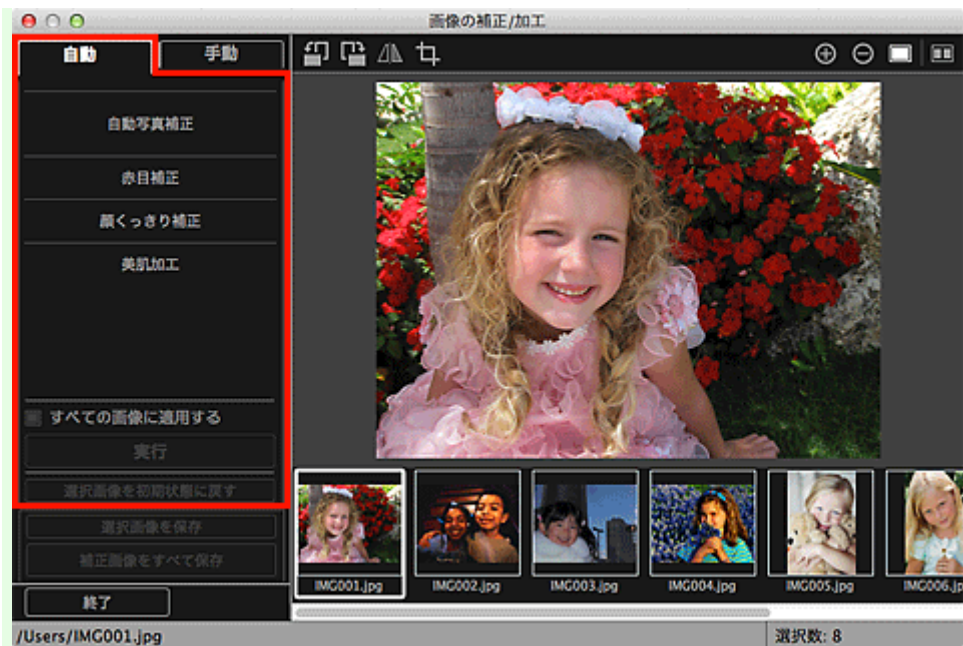 画像の補正/加工
自動
手動
自動写真補正
赤目補正
顔くっきり補正
美肌加工
すべての画像に適用する
実行
選択画像を初期状態に戻す
選択画像を保存
補正画像をすべて保存
終了
IMG001.jpg
IMG002.jpg
IMG003.jpg
IMG004.jpg
IMG005.jpg
IMG006.jp
/Users/IMG001.jpg
選択数: 8